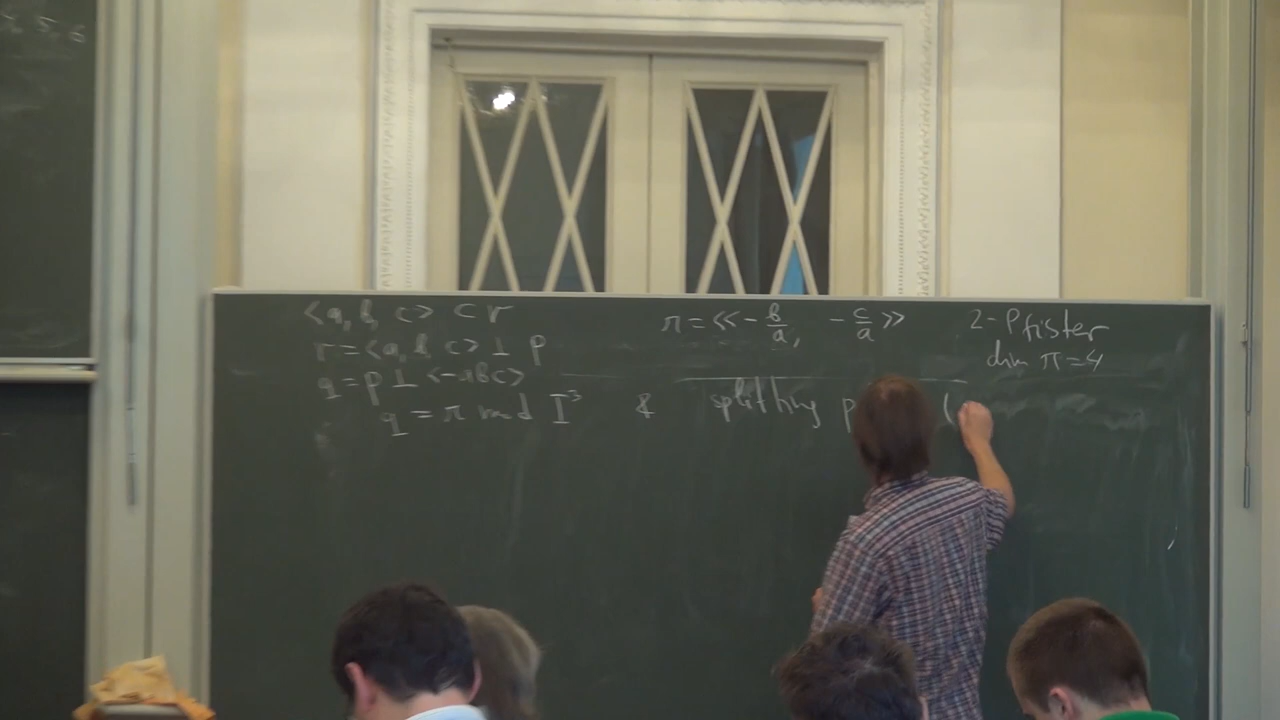 <a, b, c> ⊂ r π = << -b/a, -c/a >> 2-Pfister
r = <a, b, c> ⊥ p dim π = 4
q = p ⊥ <-abc>
q = π mod I³ & splitting p (